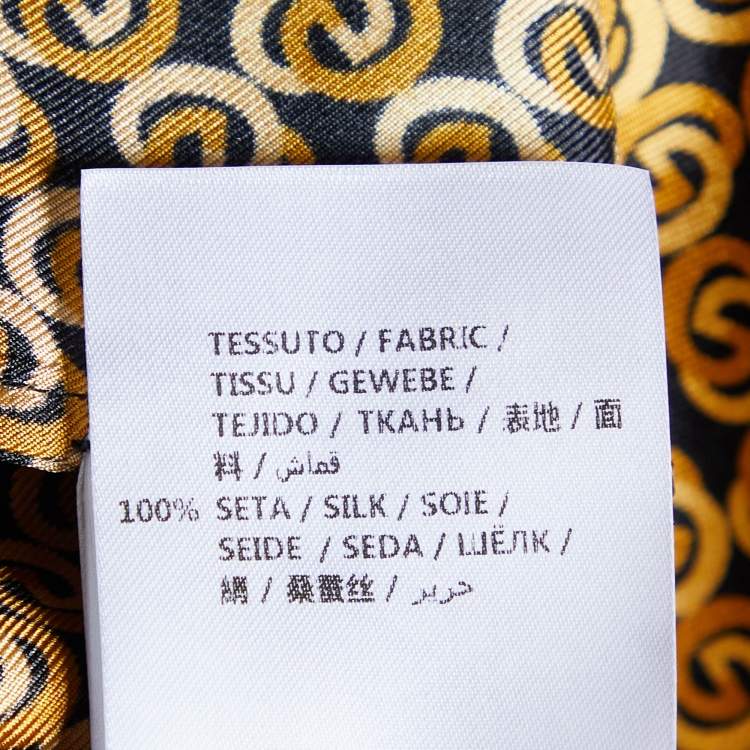 TESSUTO / FABRIC /
TISSU / GEWEBE /
TEJIDO / ТКАНЬ / 表地 / 面
料 / قماش
100% SETA / SILK / SOIE /
SEIDE / SEDA / ШЁЛК /
絹 / 桑蠶丝 / حرير